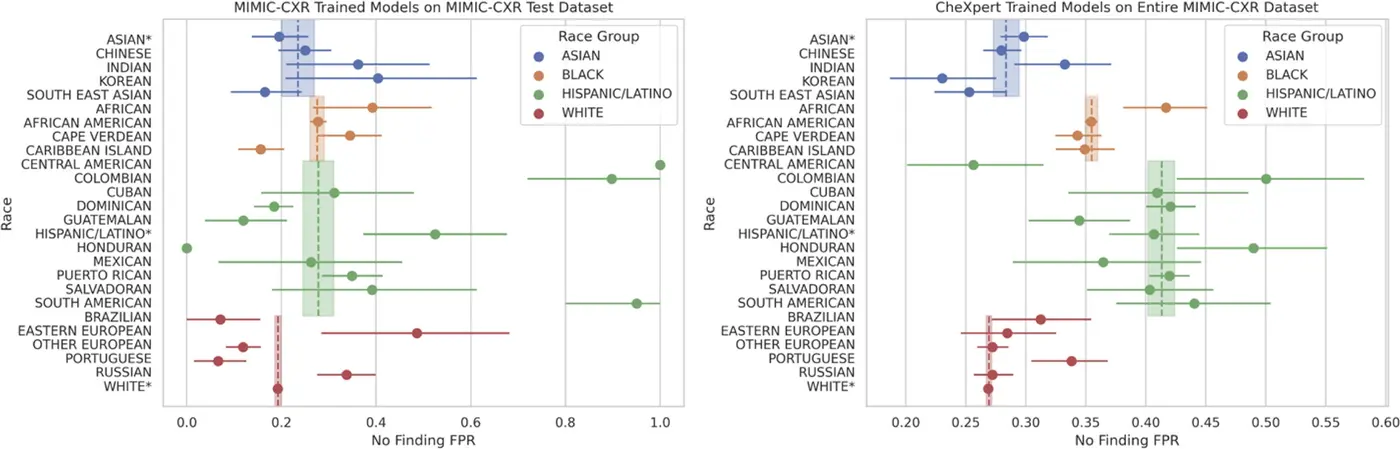 MIMIC-CXR Trained Models on MIMIC-CXR Test Dataset
Race
ASIAN*
CHINESE
INDIAN
KOREAN
SOUTH EAST ASIAN
AFRICAN
AFRICAN AMERICAN
CAPE VERDEAN
CARIBBEAN ISLAND
CENTRAL AMERICAN
COLOMBIAN
CUBAN
DOMINICAN
GUATEMALAN
HISPANIC/LATINO*
HONDURAN
MEXICAN
PUERTO RICAN
SALVADORAN
SOUTH AMERICAN
BRAZILIAN
EASTERN EUROPEAN
OTHER EUROPEAN
PORTUGUESE
RUSSIAN
WHITE*
Race Group
ASIAN
BLACK
HISPANIC/LATINO
WHITE
0.0 0.2 0.4 0.6 0.8 1.0
No Finding FPR
CheXpert Trained Models on Entire MIMIC-CXR Dataset
Race
ASIAN*
CHINESE
INDIAN
KOREAN
SOUTH EAST ASIAN
AFRICAN
AFRICAN AMERICAN
CAPE VERDEAN
CARIBBEAN ISLAND
CENTRAL AMERICAN
COLOMBIAN
CUBAN
DOMINICAN
GUATEMALAN
HISPANIC/LATINO*
HONDURAN
MEXICAN
PUERTO RICAN
SALVADORAN
SOUTH AMERICAN
BRAZILIAN
EASTERN EUROPEAN
OTHER EUROPEAN
PORTUGUESE
RUSSIAN
WHITE*
Race Group
ASIAN
BLACK
HISPANIC/LATINO
WHITE
0.20 0.25 0.30 0.35 0.40 0.45 0.50 0.55 0.60
No Finding FPR